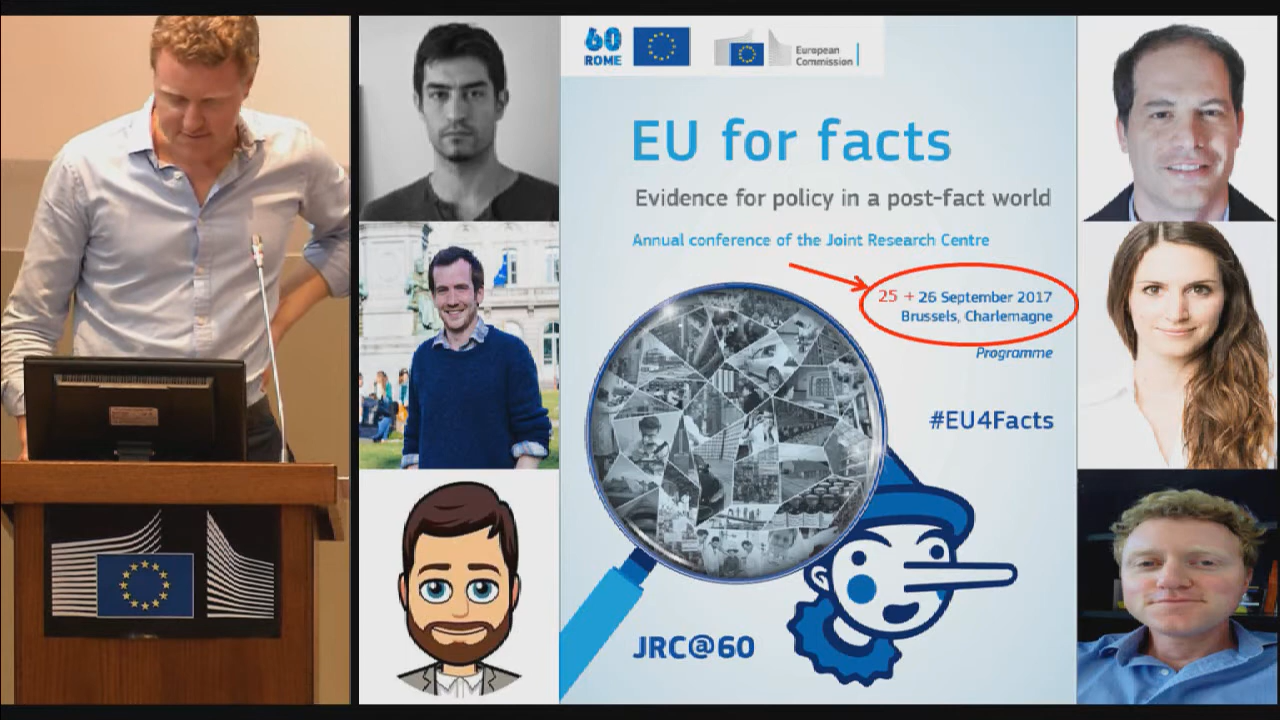 60
ROME
European
Commission
EU for facts
Evidence for policy in a post-fact world
Annual conference of the Joint Research Centre
25 + 26 September 2017
Brussels, Charlemagne
Programme
#EU4Facts
JRC@60